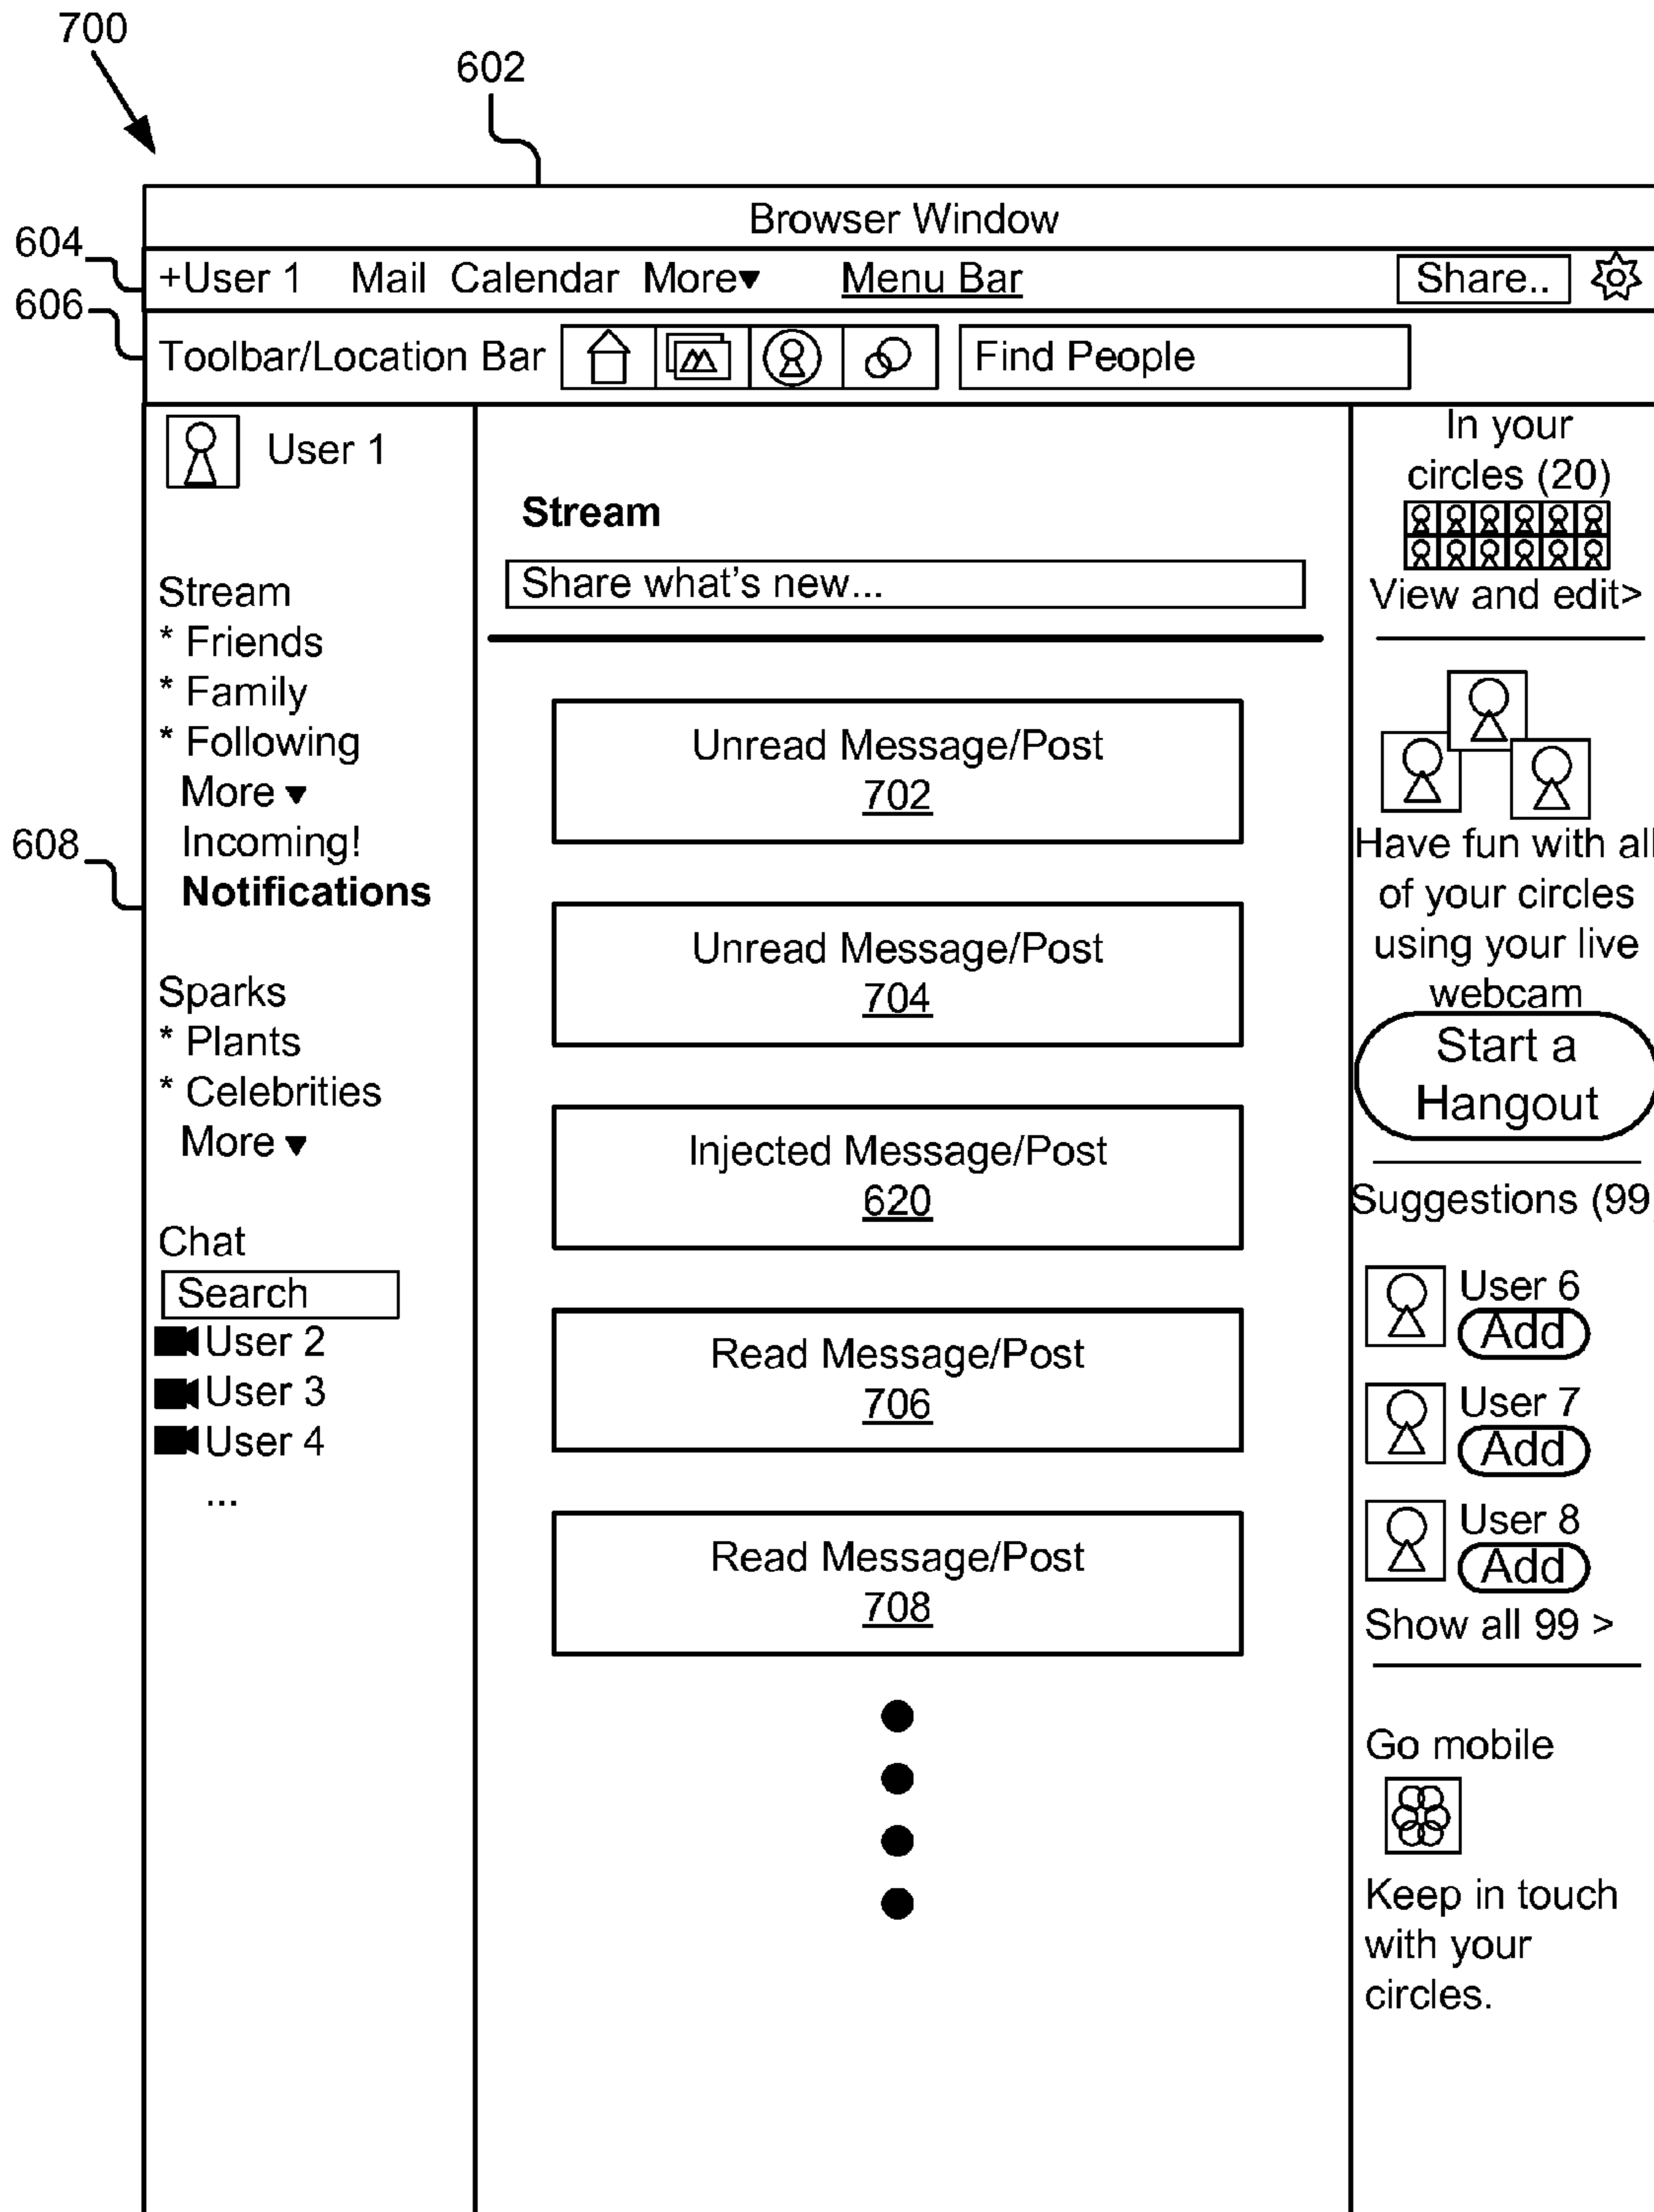 700
602
Browser Window
604
+User 1 Mail Calendar More▾ Menu Bar Share..
606
Toolbar/Location Bar Find People
User 1
Stream
* Friends
* Family
* Following
More ▾
Incoming!
Notifications
608
Sparks
* Plants
* Celebrities
More ▾
Chat
Search
User 2
User 3
User 4
...
Stream
Share what's new...
Unread Message/Post
702
Unread Message/Post
704
Injected Message/Post
620
Read Message/Post
706
Read Message/Post
708
In your
circles (20)
View and edit>
Have fun with all
of your circles
using your live
webcam
Start a
Hangout
Suggestions (99
User 6
Add
User 7
Add
User 8
Add
Show all 99 >
Go mobile
Keep in touch
with your
circles.